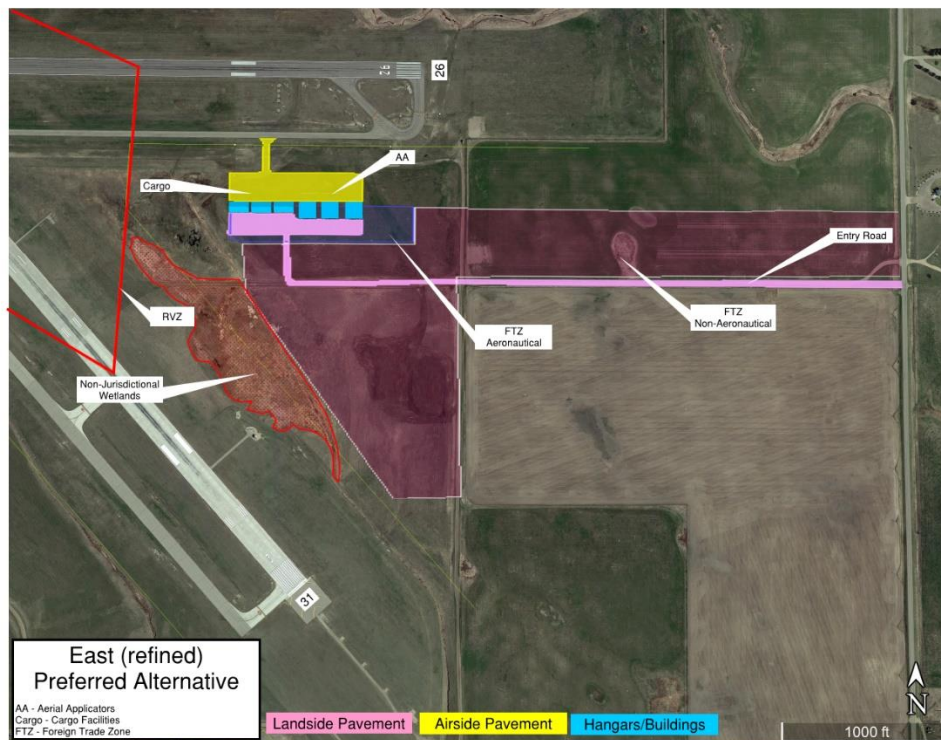 26
26
AA
Cargo
Entry Road
RVZ
FTZ
Aeronautical
FTZ
Non-Aeronautical
Non-Jurisdictional
Wetlands
31
East (refined)
Preferred Alternative
AA - Aerial Applicators
Cargo - Cargo Facilities
FTZ - Foreign Trade Zone
Landside Pavement
Airside Pavement
Hangars/Buildings
N
1000 ft